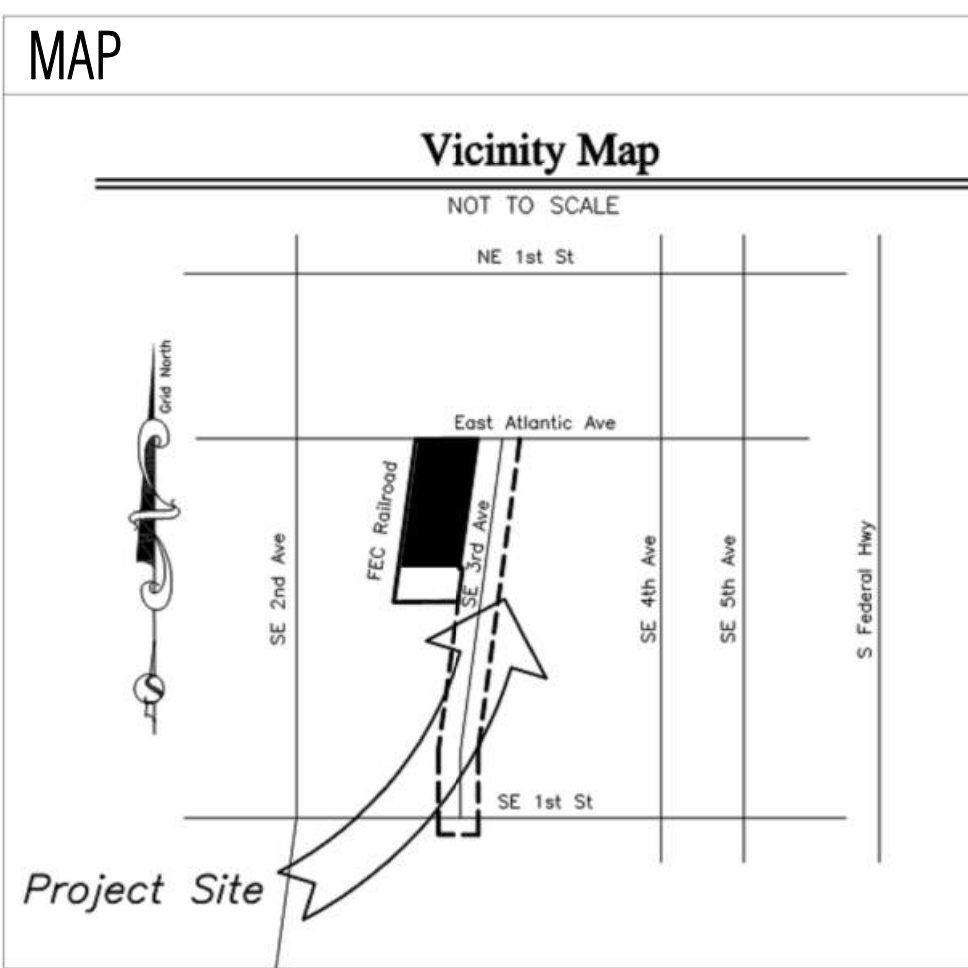 MAP
Vicinity Map
NOT TO SCALE
NE 1st St
Grid North
East Atlantic Ave
FEC Railroad
SE 3rd Ave
SE 2nd Ave
SE 4th Ave
SE 5th Ave
S Federal Hwy
SE 1st St
Project Site